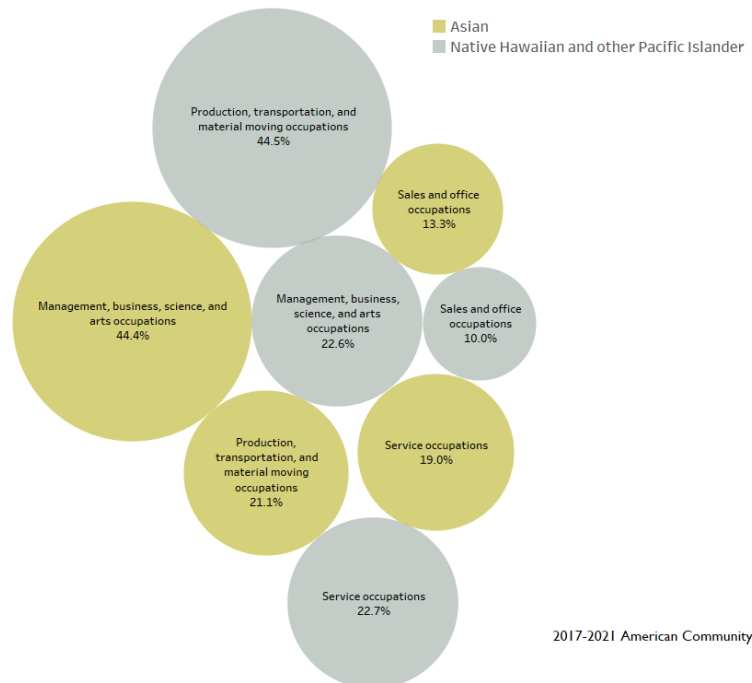 Asian
Native Hawaiian and other Pacific Islander
Production, transportation, and
material moving occupations
44.5%
Sales and office
occupations
13.3%
Management, business, science, and
arts occupations
44.4%
Management, business,
science, and arts
occupations
22.6%
Sales and office
occupations
10.0%
Production,
transportation, and
material moving
occupations
21.1%
Service occupations
19.0%
Service occupations
22.7%
2017-2021 American Community